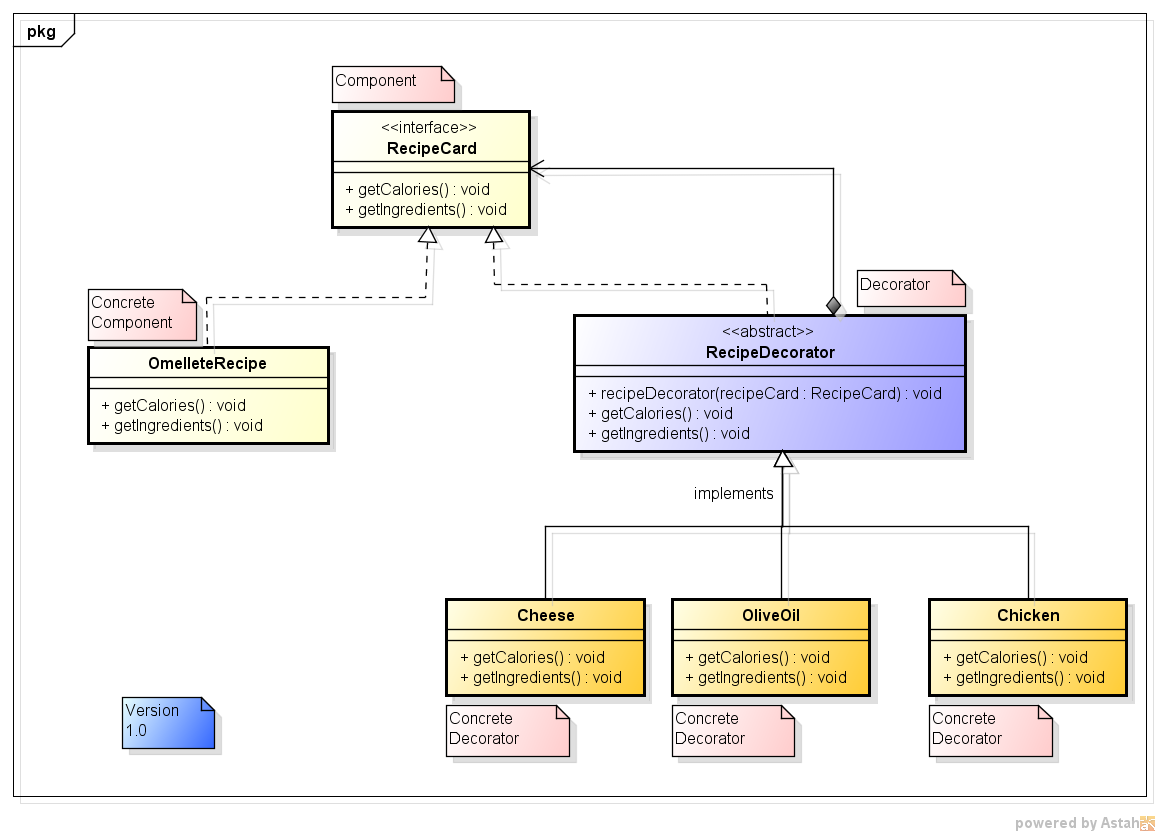 pkg
Component
<<interface>>
RecipeCard
+ getCalories() : void
+ getIngredients() : void
Concrete
Component
OmelleteRecipe
+ getCalories() : void
+ getIngredients() : void
Decorator
<<abstract>>
RecipeDecorator
+ recipeDecorator(recipeCard : RecipeCard) : void
+ getCalories() : void
+ getIngredients() : void
implements
Cheese
+ getCalories() : void
+ getIngredients() : void
Concrete
Decorator
OliveOil
+ getCalories() : void
+ getIngredients() : void
Concrete
Decorator
Chicken
+ getCalories() : void
+ getIngredients() : void
Concrete
Decorator
Version
1.0
powered by Astah